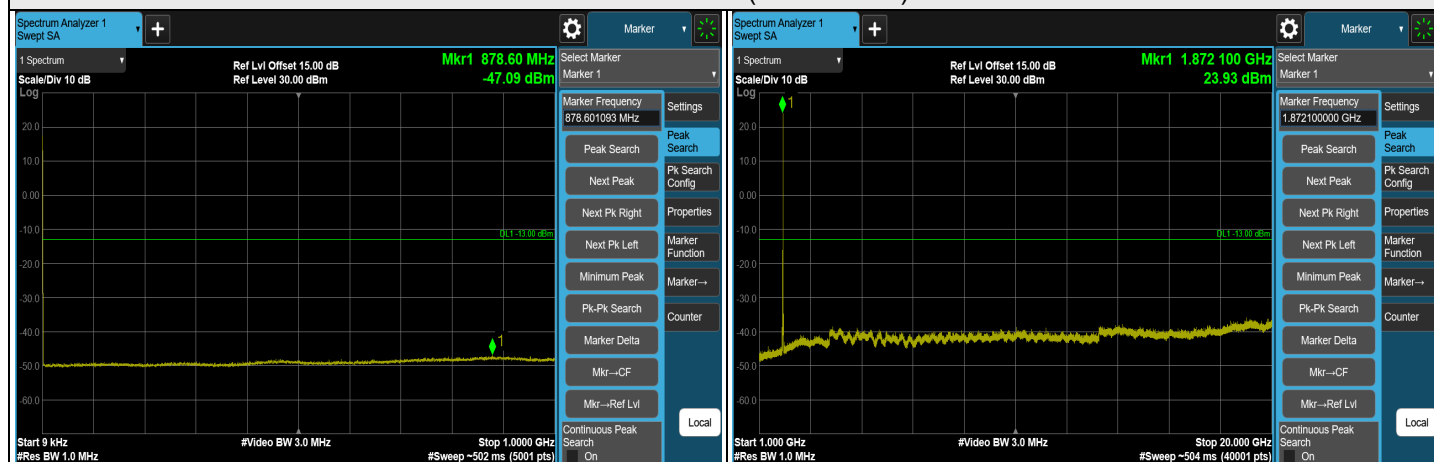 Spectrum Analyzer 1
Swept SA
+
Marker
1 Spectrum
Scale/Div 10 dB
Log
Ref Lvl Offset 15.00 dB
Ref Level 30.00 dBm
Mkr1 878.60 MHz
-47.09 dBm
20.0
10.0
0.00
-10.0
-20.0
-30.0
-40.0
-50.0
-60.0
DL1 -13.00 dBm
Start 9 kHz
#Res BW 1.0 MHz
#Video BW 3.0 MHz
Stop 1.0000 GHz
#Sweep ~502 ms (5001 pts)
Select Marker
Marker 1
Marker Frequency
878.601093 MHz
Peak Search
Next Peak
Next Pk Right
Next Pk Left
Minimum Peak
Pk-Pk Search
Marker Delta
Mkr→CF
Mkr→Ref Lvl
Continuous Peak
Search
On
Settings
Peak
Search
Pk Search
Config
Properties
Marker
Function
Marker→
Counter
Local
Spectrum Analyzer 1
Swept SA
+
Marker
1 Spectrum
Scale/Div 10 dB
Log
Ref Lvl Offset 15.00 dB
Ref Level 30.00 dBm
Mkr1 1.872 100 GHz
23.93 dBm
1
20.0
10.0
0.00
-10.0
-20.0
-30.0
-40.0
-50.0
-60.0
DL1 -13.00 dBm
Start 1.000 GHz
#Res BW 1.0 MHz
#Video BW 3.0 MHz
Stop 20.000 GHz
#Sweep ~504 ms (40001 pts)
Select Marker
Marker 1
Marker Frequency
1.872100000 GHz
Peak Search
Next Peak
Next Pk Right
Next Pk Left
Minimum Peak
Pk-Pk Search
Marker Delta
Mkr→CF
Mkr→Ref Lvl
Continuous Peak
Search
On
Settings
Peak
Search
Pk Search
Config
Properties
Marker
Function
Marker→
Counter
Local